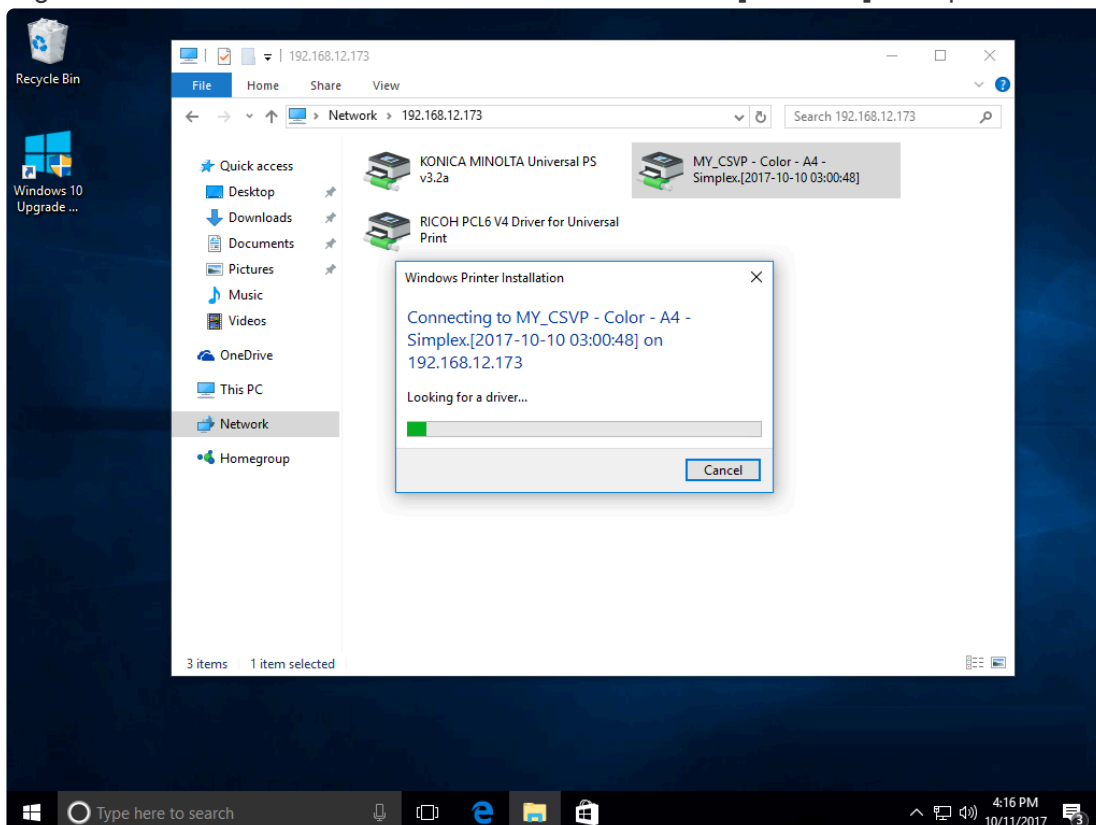 Recycle Bin
Windows 10
Upgrade ...
192.168.12.173
File Home Share View
Network > 192.168.12.173
Search 192.168.12.173
Quick access
Desktop
Downloads
Documents
Pictures
Music
Videos
OneDrive
This PC
Network
Homegroup
KONICA MINOLTA Universal PS
v3.2a
MY_CSVP - Color - A4 -
Simplex.[2017-10-10 03:00:48]
RICOH PCL6 V4 Driver for Universal
Print
Windows Printer Installation
Connecting to MY_CSVP - Color - A4 -
Simplex.[2017-10-10 03:00:48] on
192.168.12.173
Looking for a driver...
Cancel
3 items 1 item selected
Type here to search
4:16 PM
10/11/2017
3